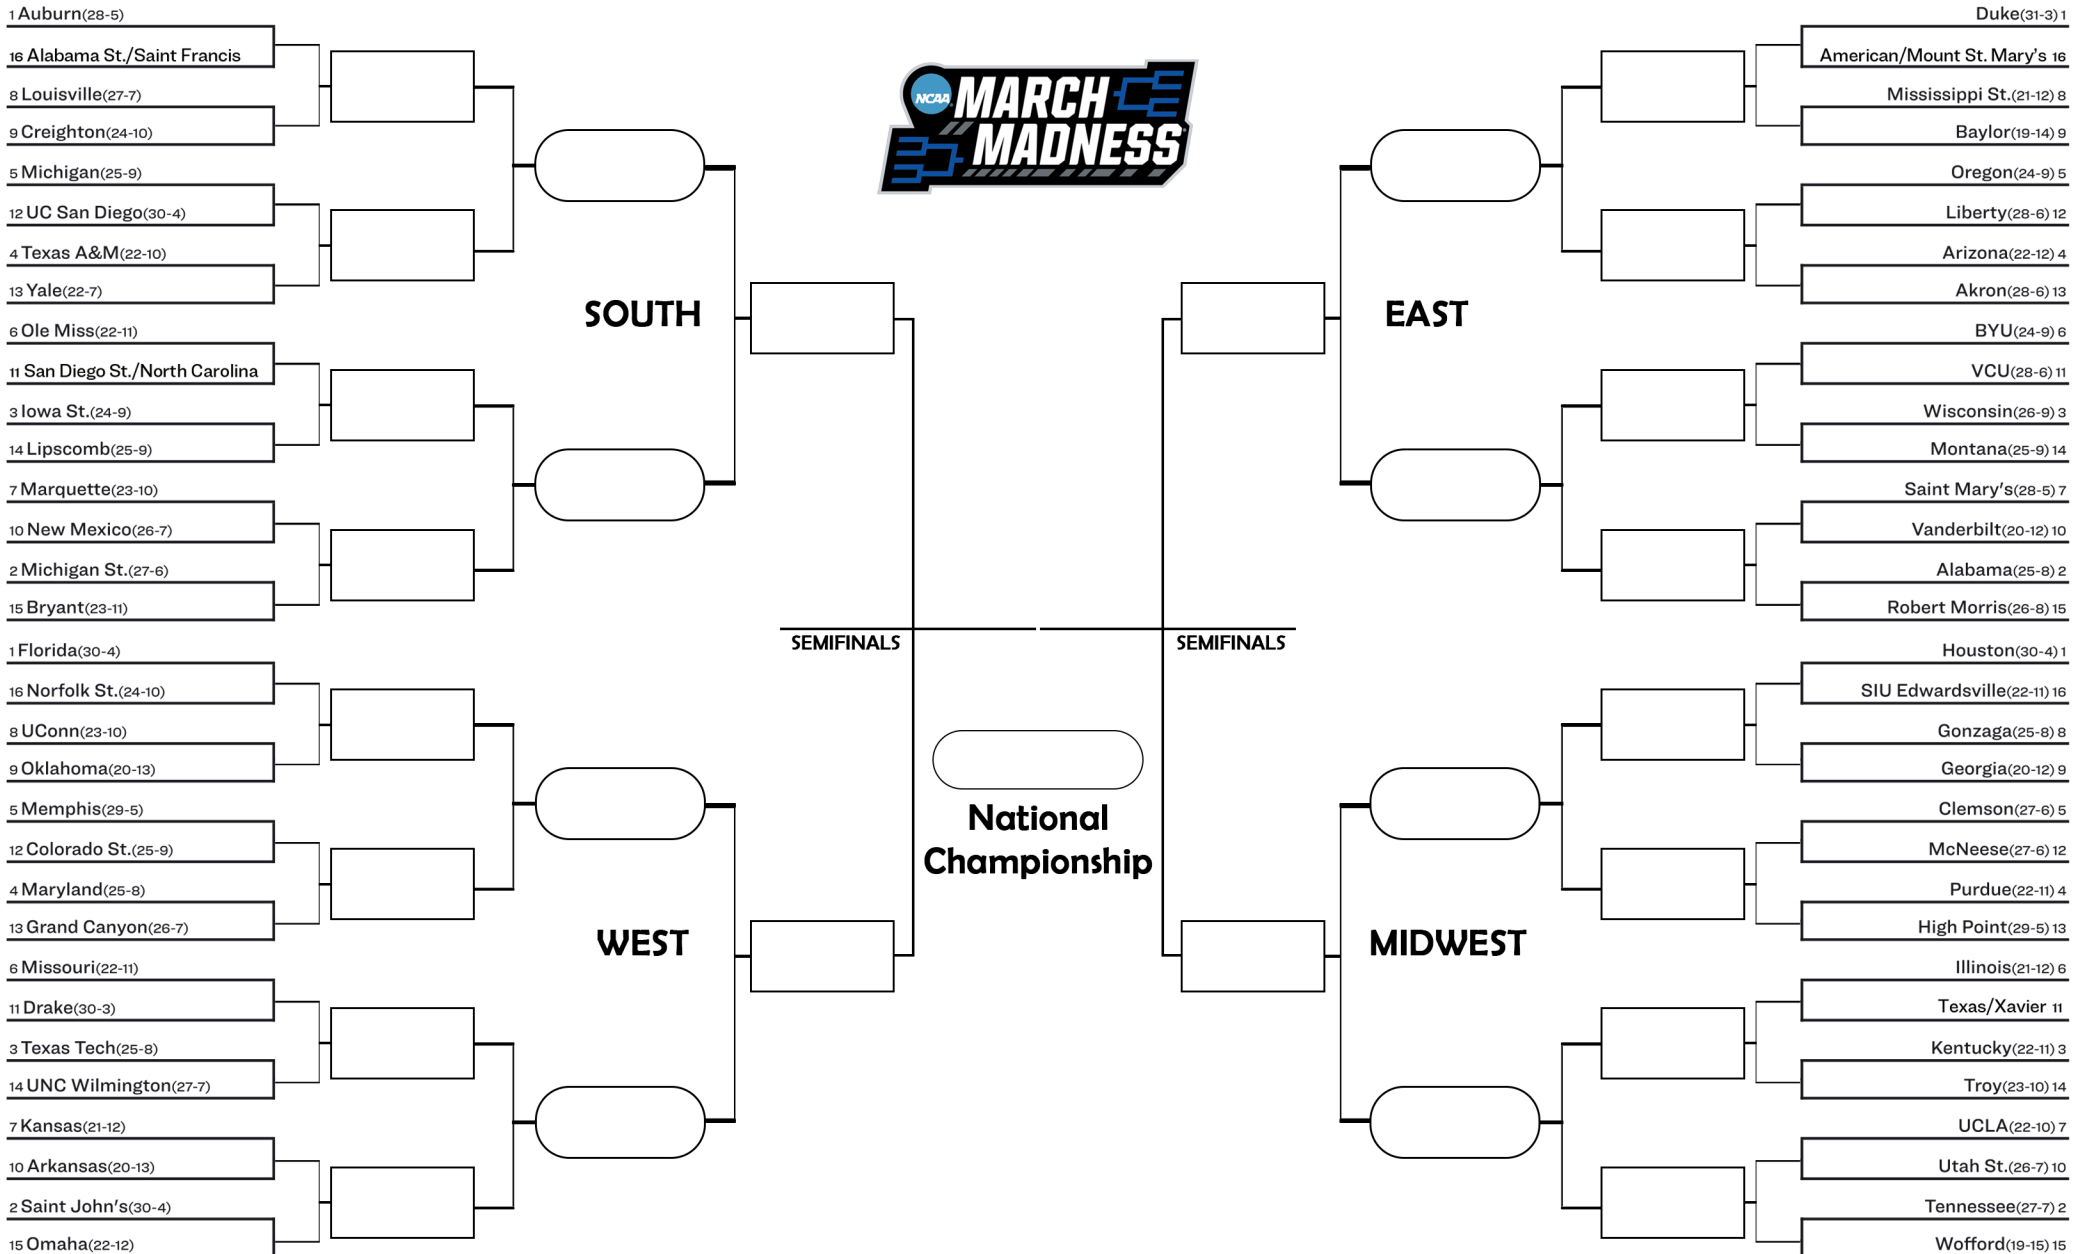 1 Auburn(28-5)
16 Alabama St./Saint Francis
8 Louisville(27-7)
9 Creighton(24-10)
5 Michigan(25-9)
12 UC San Diego(30-4)
4 Texas A&M(22-10)
13 Yale(22-7)
6 Ole Miss(22-11)
11 San Diego St./North Carolina
3 Iowa St.(24-9)
14 Lipscomb(25-9)
7 Marquette(23-10)
10 New Mexico(26-7)
2 Michigan St.(27-6)
15 Bryant(23-11)
SOUTH
1 Florida(30-4)
16 Norfolk St.(24-10)
8 UConn(23-10)
9 Oklahoma(20-13)
5 Memphis(29-5)
12 Colorado St.(25-9)
4 Maryland(25-8)
13 Grand Canyon(26-7)
6 Missouri(22-11)
11 Drake(30-3)
3 Texas Tech(25-8)
14 UNC Wilmington(27-7)
7 Kansas(21-12)
10 Arkansas(20-13)
2 Saint John's(30-4)
15 Omaha(22-12)
WEST
NCAA
MARCH
MADNESS
SEMIFINALS
SEMIFINALS
National
Championship
Duke(31-3) 1
American/Mount St. Mary's 16
Mississippi St.(21-12) 8
Baylor(19-14) 9
Oregon(24-9) 5
Liberty(28-6) 12
Arizona(22-12) 4
Akron(28-6) 13
BYU(24-9) 6
VCU(28-6) 11
Wisconsin(26-9) 3
Montana(25-9) 14
Saint Mary's(28-5) 7
Vanderbilt(20-12) 10
Alabama(25-8) 2
Robert Morris(26-8) 15
EAST
Houston(30-4) 1
SIU Edwardsville(22-11) 16
Gonzaga(25-8) 8
Georgia(20-12) 9
Clemson(27-6) 5
McNeese(27-6) 12
Purdue(22-11) 4
High Point(29-5) 13
Illinois(21-12) 6
Texas/Xavier 11
Kentucky(22-11) 3
Troy(23-10) 14
UCLA(22-10) 7
Utah St.(26-7) 10
Tennessee(27-7) 2
Wofford(19-15) 15
MIDWEST